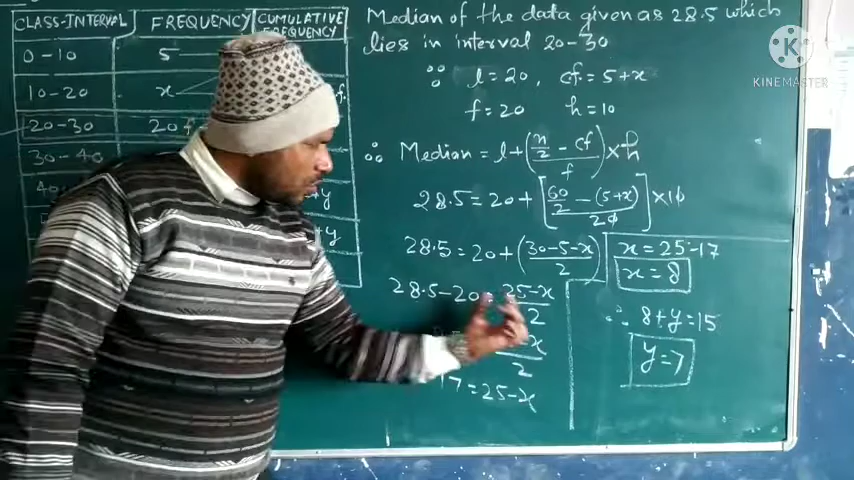 CLASS-INTERVAL FREQUENCY CUMULATIVE FREQUENCY
0-10 5
10-20 x
20-30 20 f
30-40
+y
+y
Median of the data given as 28.5 which
lies in interval 20-30
∵ l = 20, cf = 5+x
f = 20 h = 10
∴ Median = l + (n/2 - cf / f) × h
28.5 = 20 + [60/2 - (5+x) / 20] × 10
28.5 = 20 + (30-5-x / 2)
28.5-20 = 25-x / 2
17 = 25-x
x = 25-17
x = 8
∴ 8+y = 15
y = 7
KINEMASTER